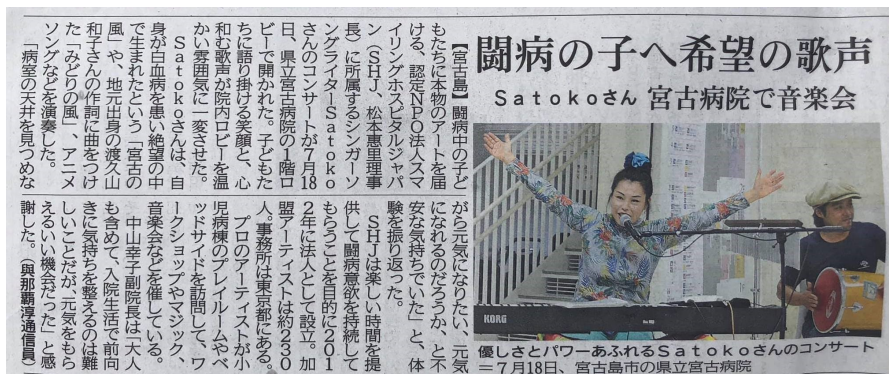 闘病の子へ希望の歌声
Satokoさん 宮古病院で音楽会
【宮古島】闘病中の子ど
もたちに本物のアートを届
ける、認定NPO法人スマ
イリングホスピタルジャパ
ン（SHJ、松本惠里理事
長）に所属するシンガーソ
ングライターSatoko
さんのコンサートが7月18
日、県立宮古病院の1階ロ
ビーで開かれた。子どもた
ちに語り掛ける笑顔と、心
和む歌声が院内ロビーを温
かい雰囲気に一変させた。
Satokoさんは、自
身が白血病を患い絶望の中
で生まれたという「宮古の
風」や、地元出身の渡久山
和子さんの作詞に曲をつけ
た「みどりの風」、アニメ
ソングなどを演奏した。
「病室の天井を見つめな
がら元気になりたい、元気
になれるのだろうか、と不
安な気持ちでいた」と、体
験を振り返った。
SHJは楽しい時間を提
供して闘病意欲を持続して
もらうことを目的に201
2年に法人として設立。加
盟アーティストは約230
人。事務所は東京都にある。
プロのアーティストが小
児病棟のプレイルームやベ
ッドサイドを訪問して、ワ
ークショップやマジック、
音楽会などを催している。
中山幸子副院長は「大人
も含めて、入院生活で前向
きに気持ちを整えるのは難
しいことだが、元気をもら
えるいい機会だった」と感
謝した。（與那覇淳通信員）
KORG
優しさとパワーあふれるSatokoさんのコンサート
＝7月18日、宮古島市の県立宮古病院